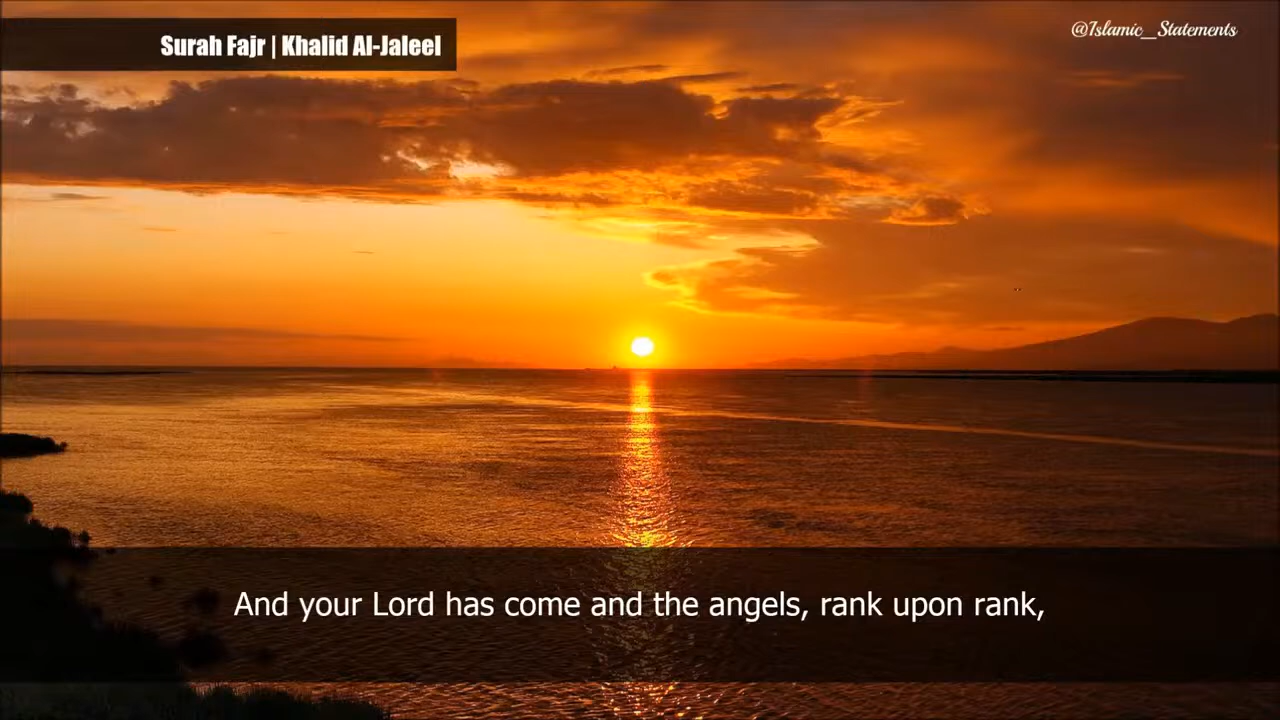 Surah Fajr | Khalid Al-Jaleel
@Islamic_Statements
And your Lord has come and the angels, rank upon rank,